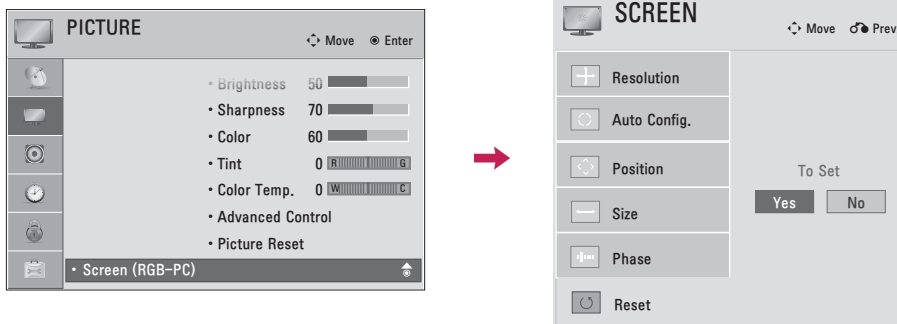 PICTURE
Move Enter
• Brightness 50
• Sharpness 70
• Color 60
• Tint 0 R G
• Color Temp. 0 W C
• Advanced Control
• Picture Reset
• Screen (RGB-PC)
SCREEN
Move Prev
Resolution
Auto Config.
Position
Size
Phase
Reset
To Set
Yes No